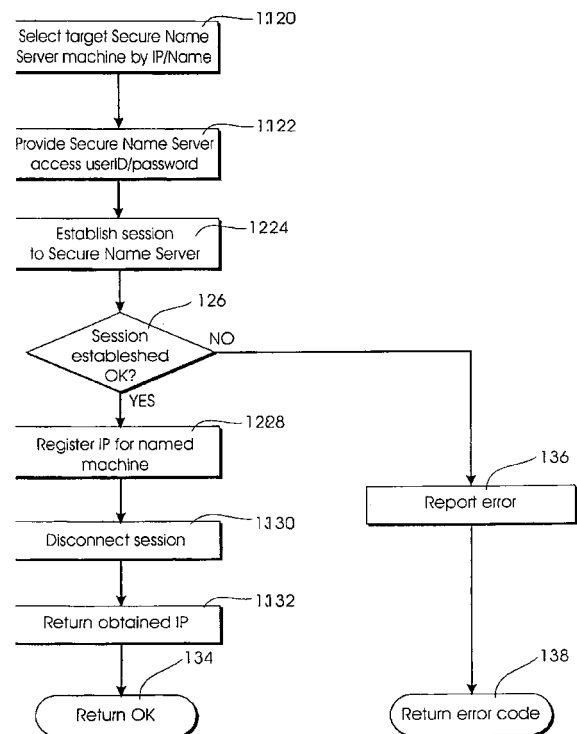 1120
Select target Secure Name
Server machine by IP/Name
1122
Provide Secure Name Server
access userID/password
1224
Establish session
to Secure Name Server
126
Session
estableshed
OK?
NO
YES
1228
Register IP for named
machine
136
Report error
1130
Disconnect session
1132
Return obtained IP
134
Return OK
138
Return error code